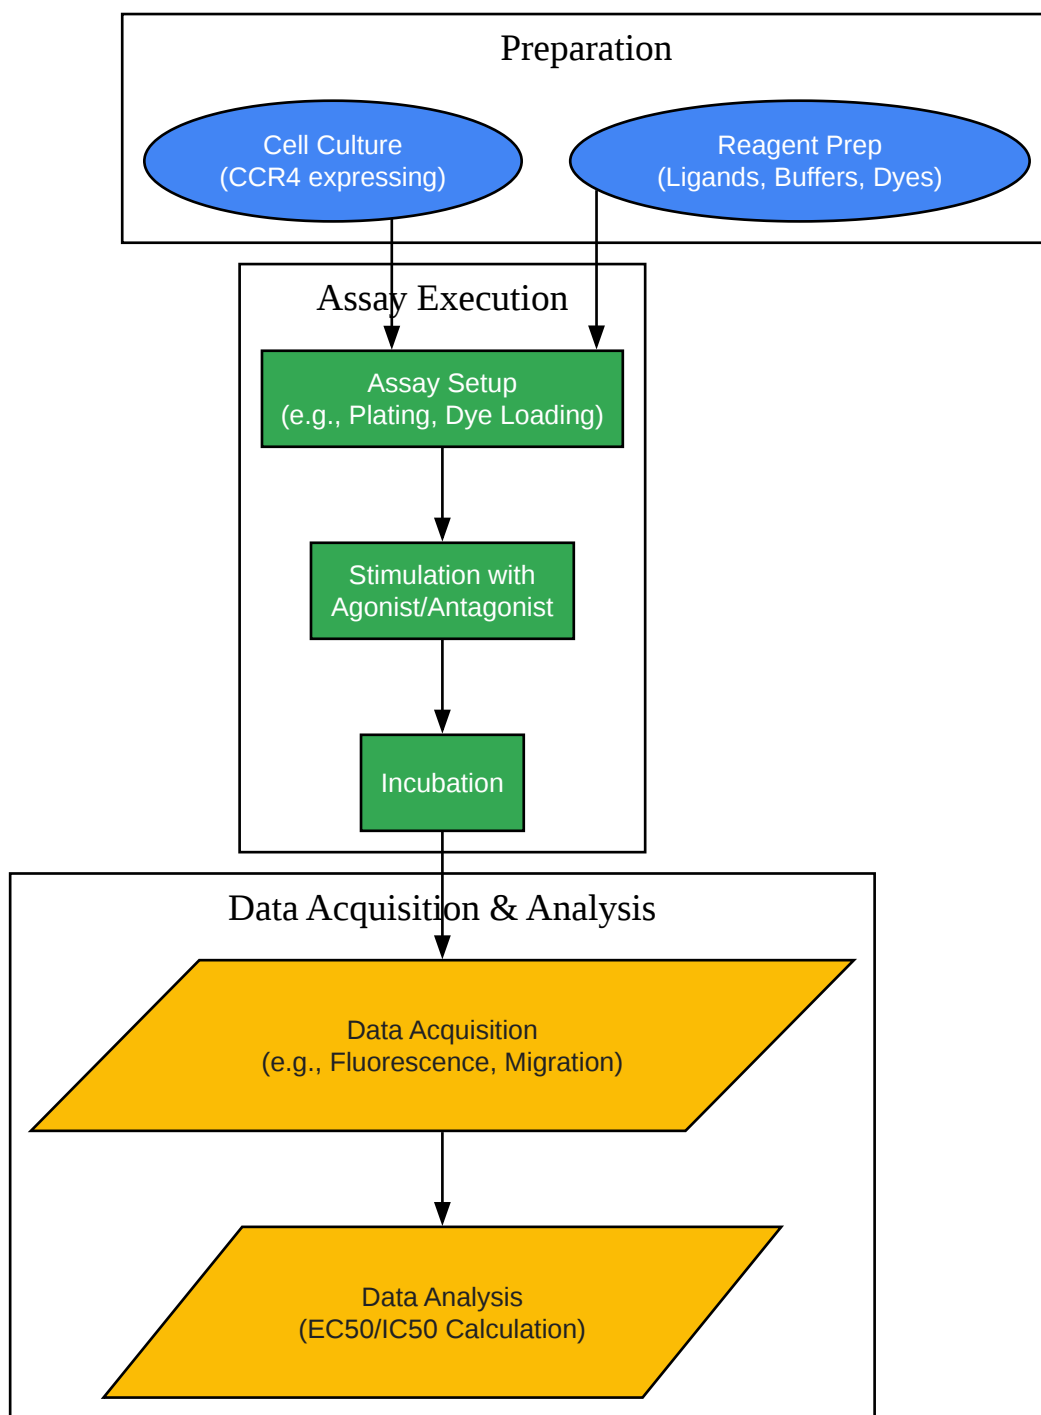 Preparation
Cell Culture
(CCR4 expressing)
Reagent Prep
(Ligands, Buffers, Dyes)
Assay Execution
Assay Setup
(e.g., Plating, Dye Loading)
Stimulation with
Agonist/Antagonist
Incubation
Data Acquisition & Analysis
Data Acquisition
(e.g., Fluorescence, Migration)
Data Analysis
(EC50/IC50 Calculation)